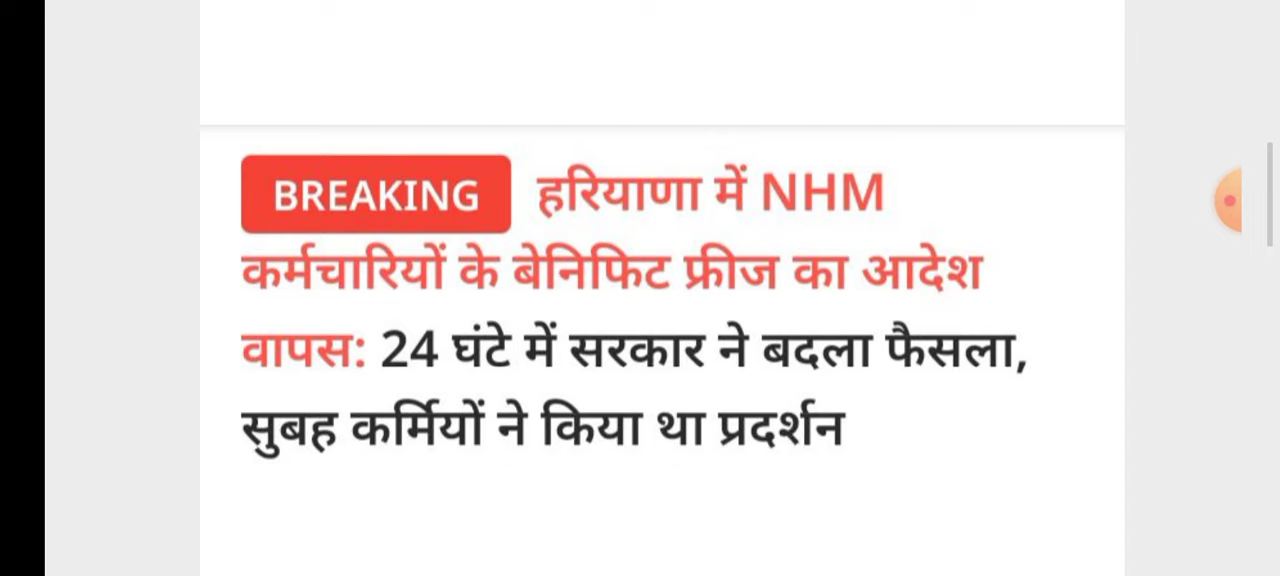 BREAKING हरियाणा में NHM
कर्मचारियों के बेनिफिट फ्रीज का आदेश
वापस: 24 घंटे में सरकार ने बदला फैसला,
सुबह कर्मियों ने किया था प्रदर्शन